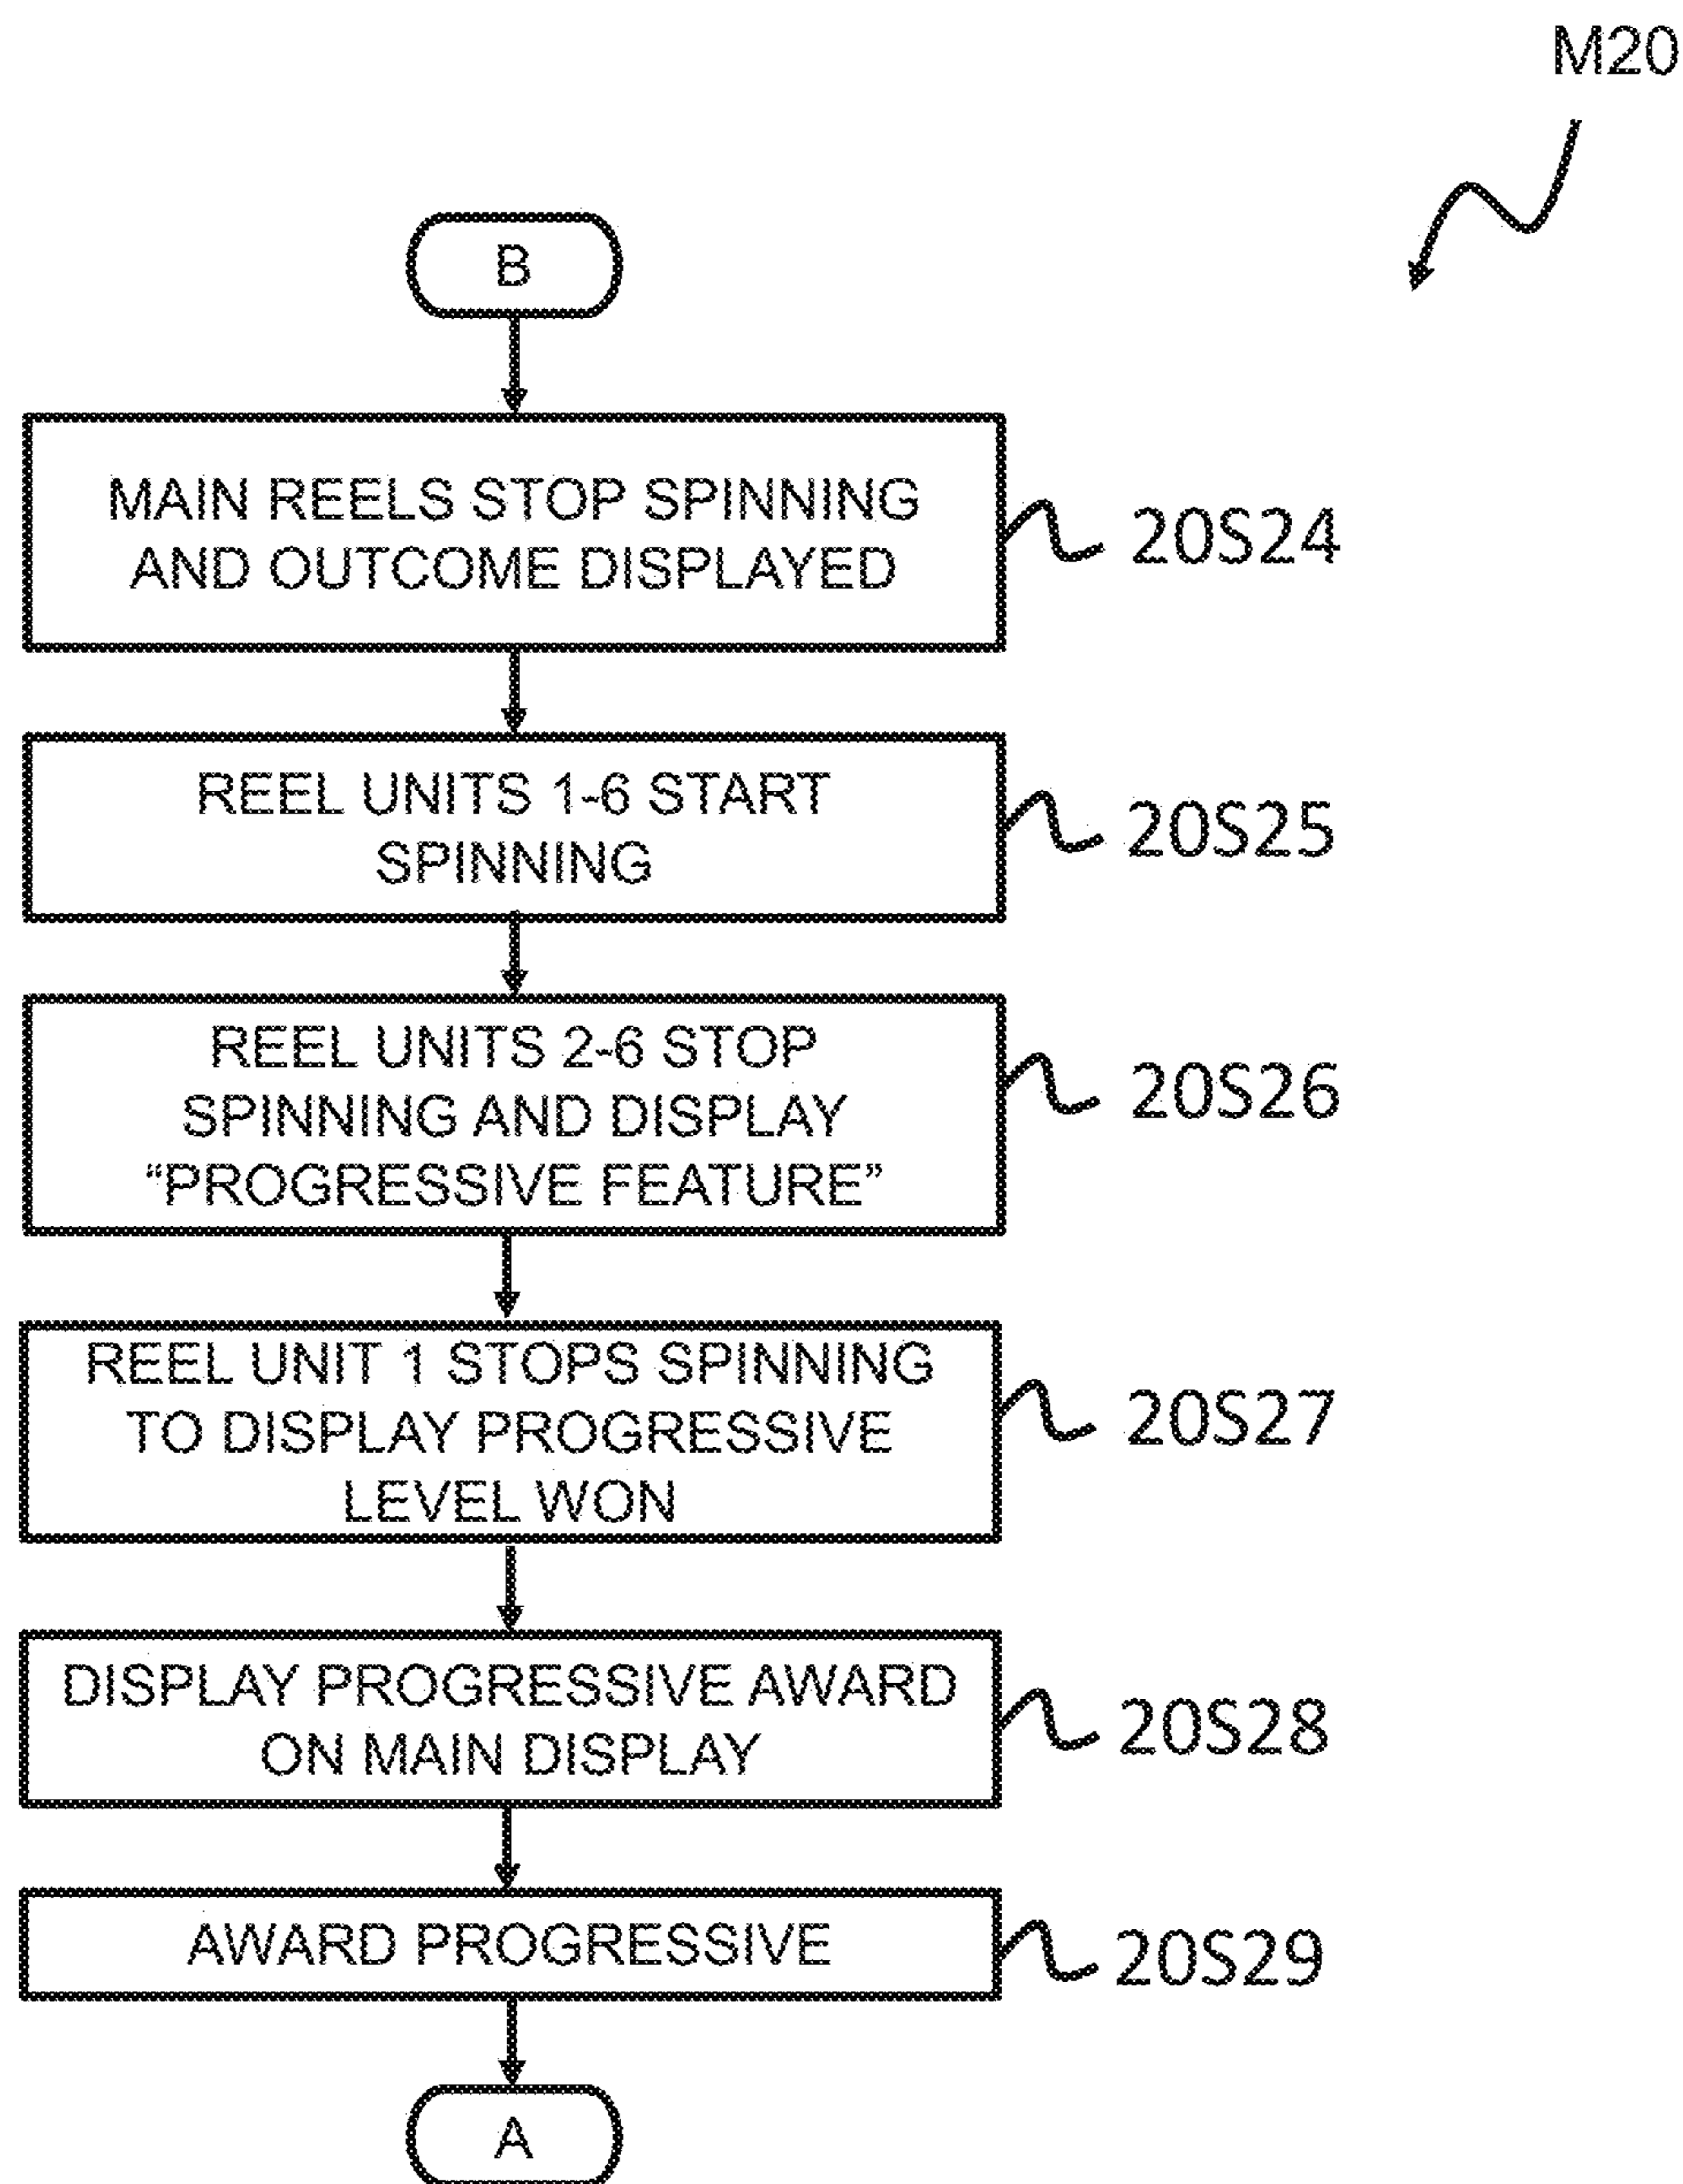 M20
B
MAIN REELS STOP SPINNING
AND OUTCOME DISPLAYED
20S24
REEL UNITS 1-6 START
SPINNING
20S25
REEL UNITS 2-6 STOP
SPINNING AND DISPLAY
“PROGRESSIVE FEATURE”
20S26
REEL UNIT 1 STOPS SPINNING
TO DISPLAY PROGRESSIVE
LEVEL WON
20S27
DISPLAY PROGRESSIVE AWARD
ON MAIN DISPLAY
20S28
AWARD PROGRESSIVE
20S29
A